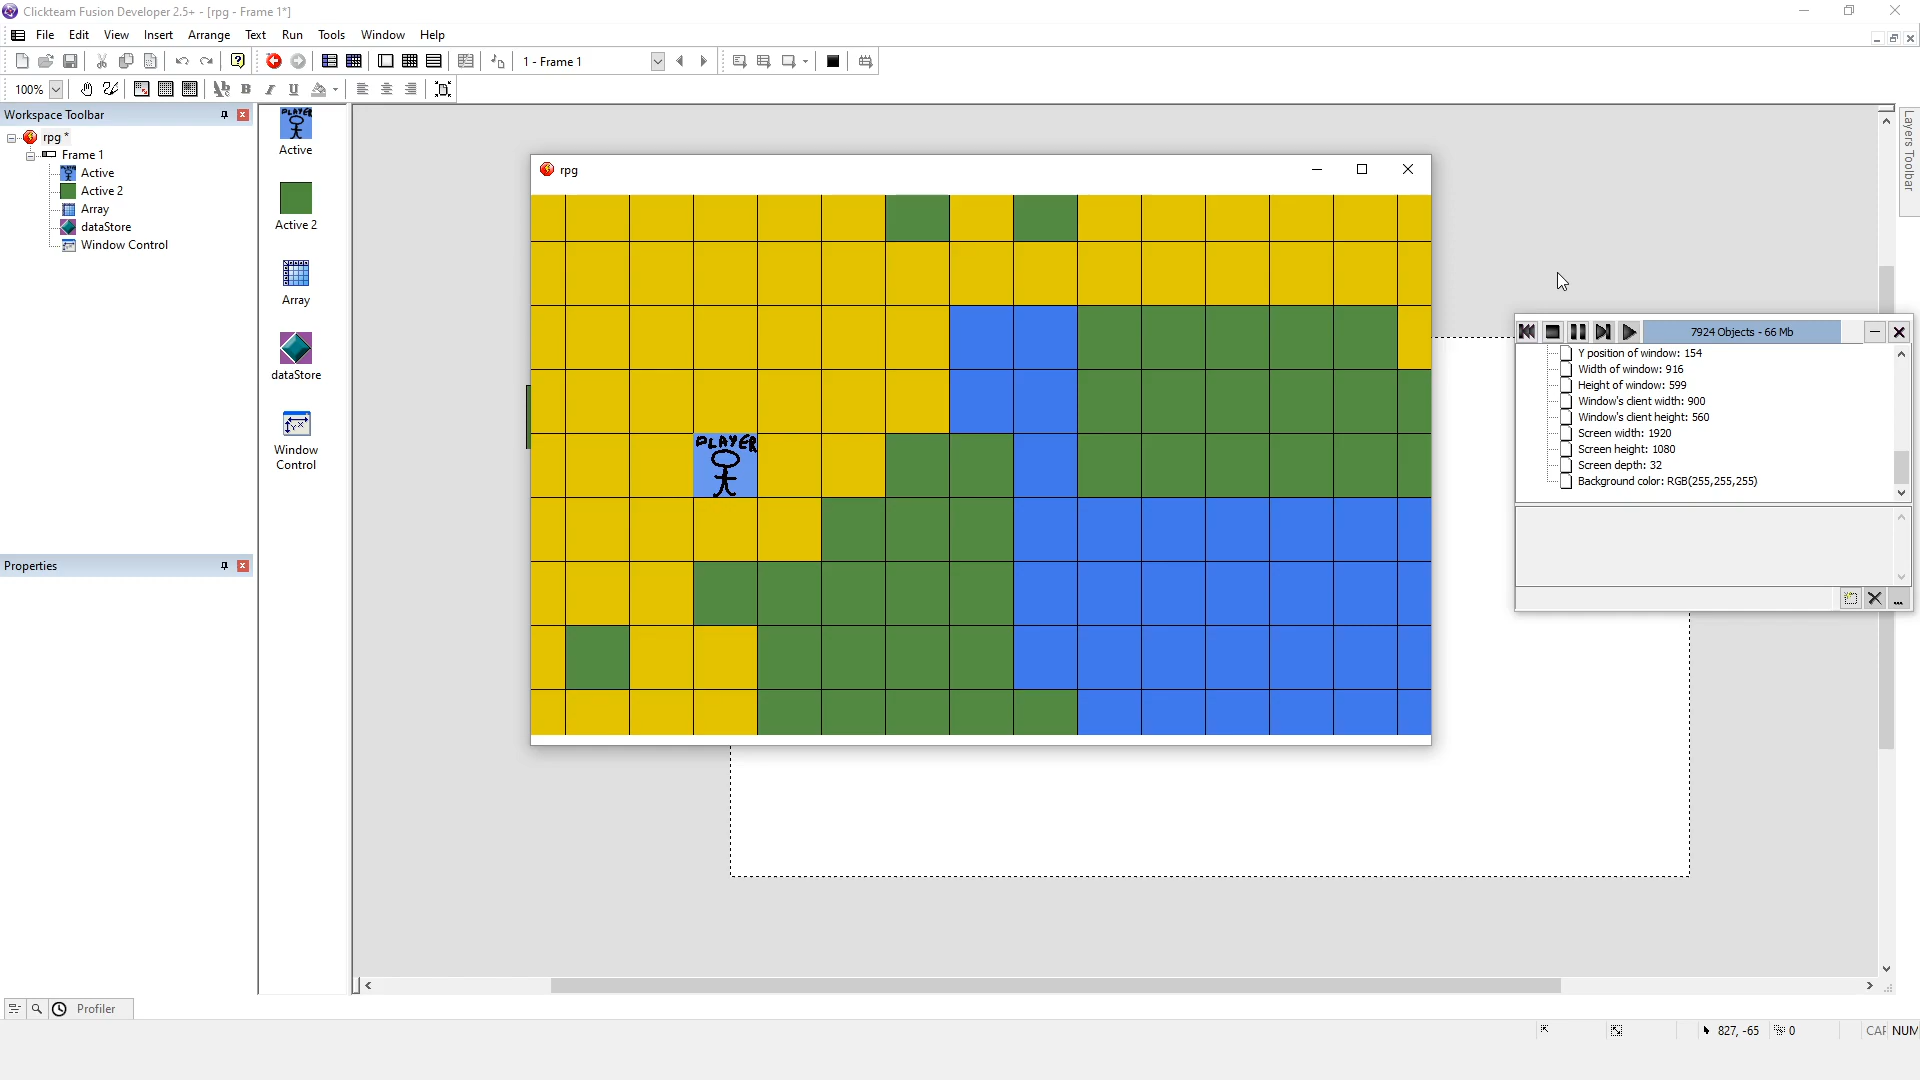 Clickteam Fusion Developer 2.5+ - [rpg - Frame 1*]
File Edit View Insert Arrange Text Run Tools Window Help
1 - Frame 1
100%
Workspace Toolbar
rpg *
Frame 1
Active
Active 2
Array
dataStore
Window Control
Properties
PLAYER
Active
Active 2
Array
dataStore
Window
Control
rpg
PLAYER
Layers Toolbar
7924 Objects - 66 Mb
Y position of window: 154
Width of window: 916
Height of window: 599
Window's client width: 900
Window's client height: 560
Screen width: 1920
Screen height: 1080
Screen depth: 32
Background color: RGB(255,255,255)
Profiler
827, -65
0
CAP NUM